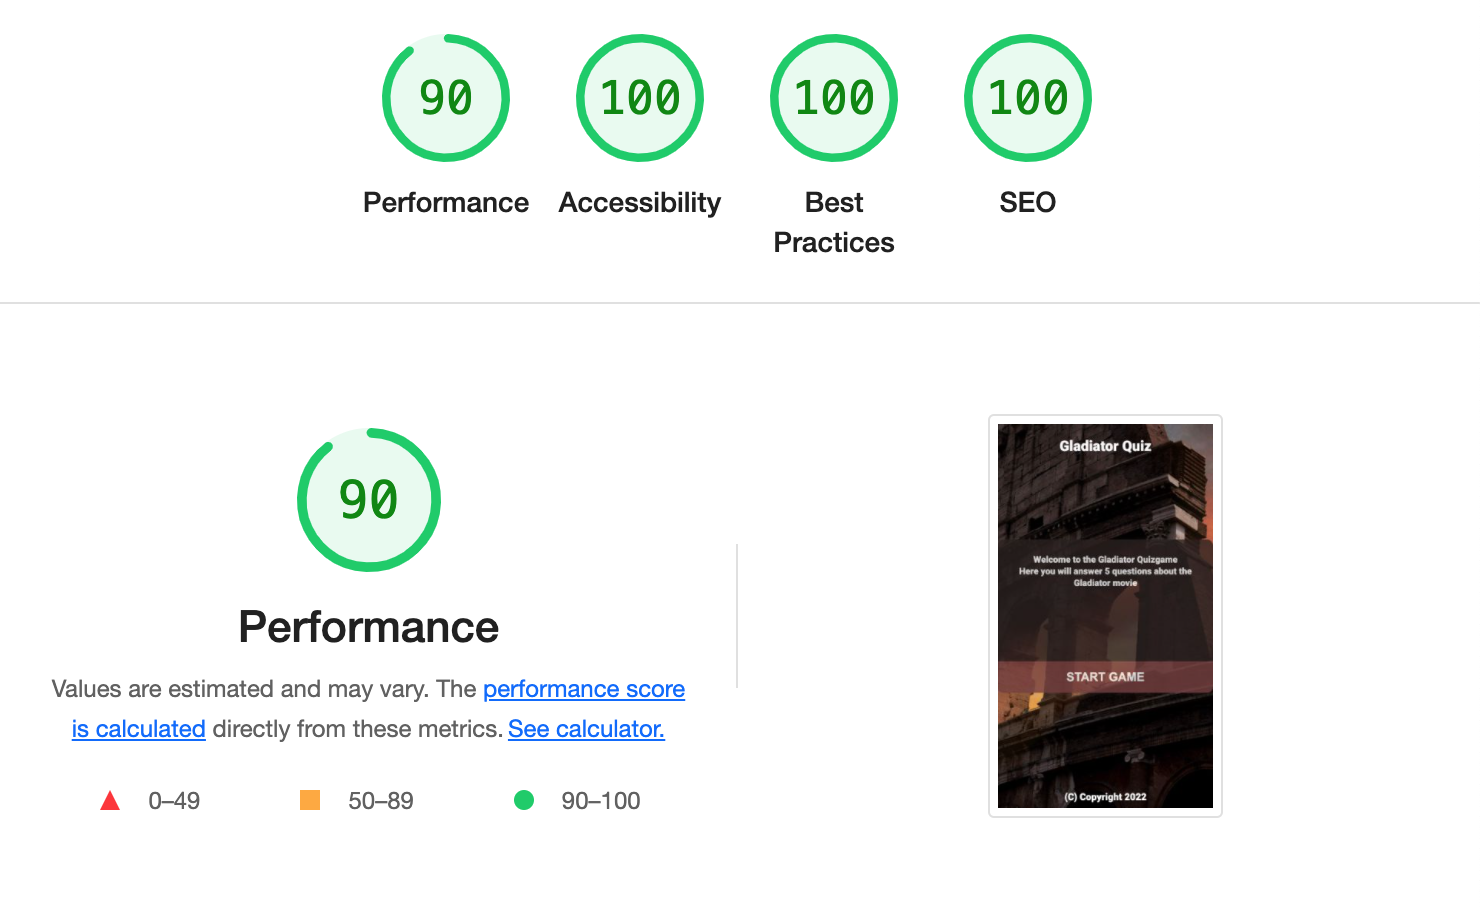 90
100
100
100
Performance
Accessibility
Best
Practices
SEO
90
Performance
Values are estimated and may vary. The performance score
is calculated directly from these metrics. See calculator.
0–49
50–89
90–100
Gladiator Quiz
Welcome to the Gladiator Quizgame
Here you will answer 5 questions about the
Gladiator movie
START GAME
(C) Copyright 2022